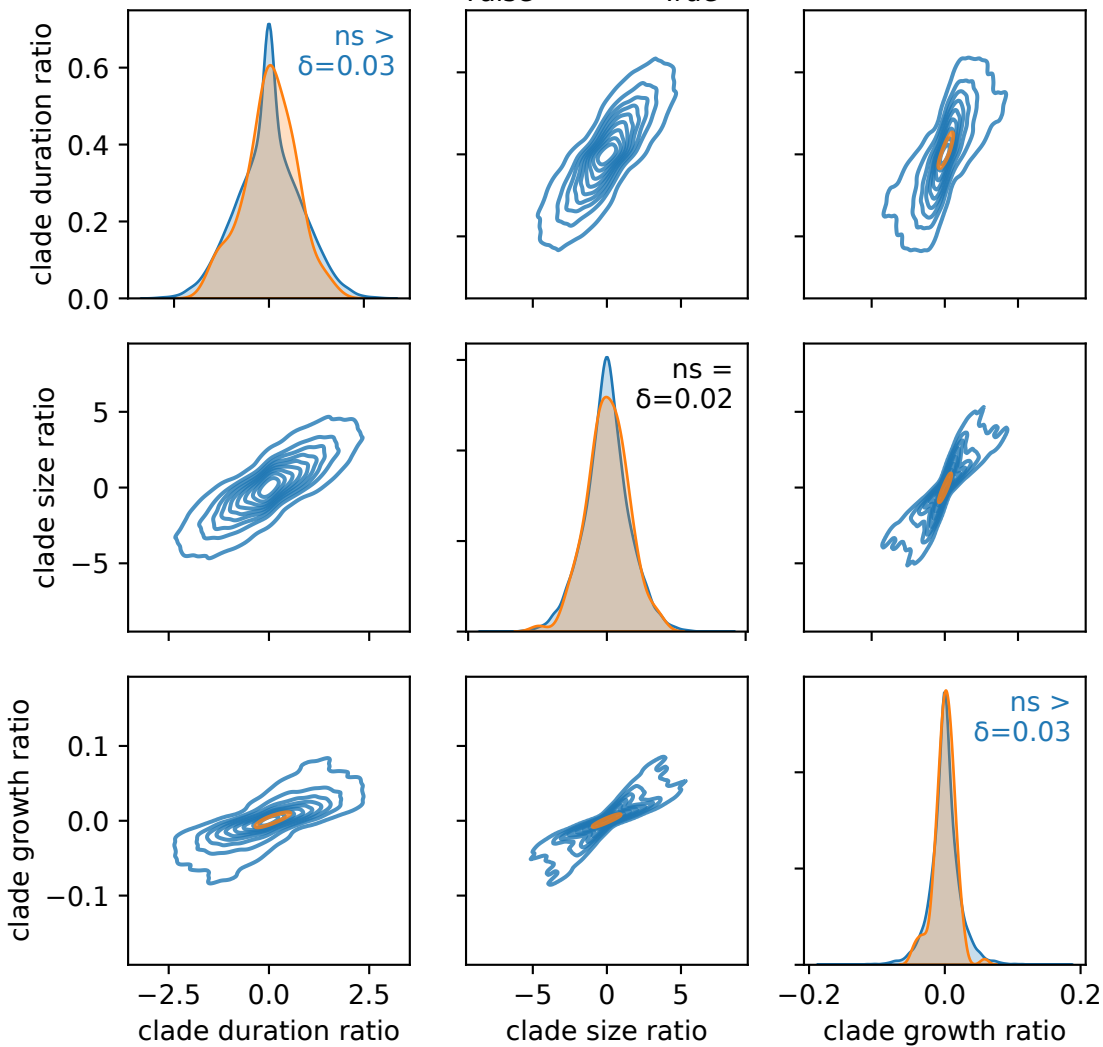 True
clade duration ratio
0.6
0.4
0.2
0.0
ns >
δ=0.03
clade size ratio
5
0
−5
ns =
δ=0.02
clade growth ratio
0.1
0.0
−0.1
ns >
δ=0.03
−2.5 0.0 2.5 −5 0 5 −0.2 0.0 0.2
clade duration ratio clade size ratio clade growth ratio